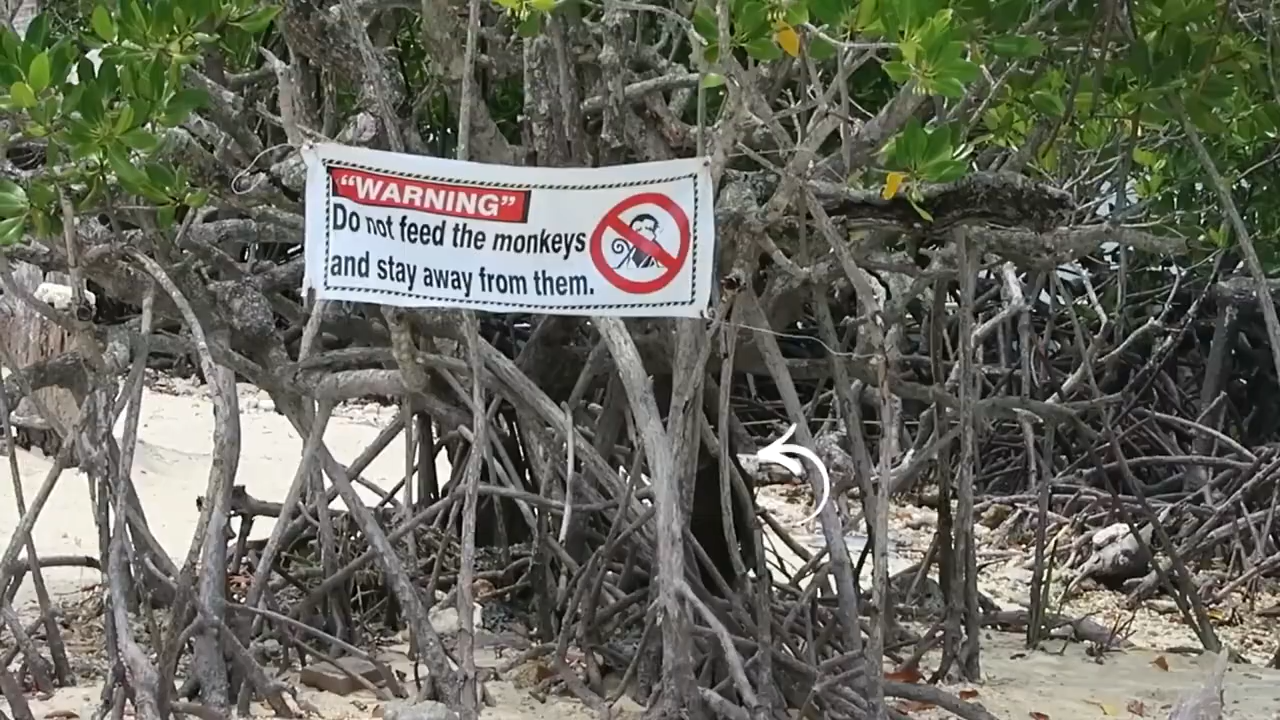 “WARNING”
Do not feed the monkeys
and stay away from them.